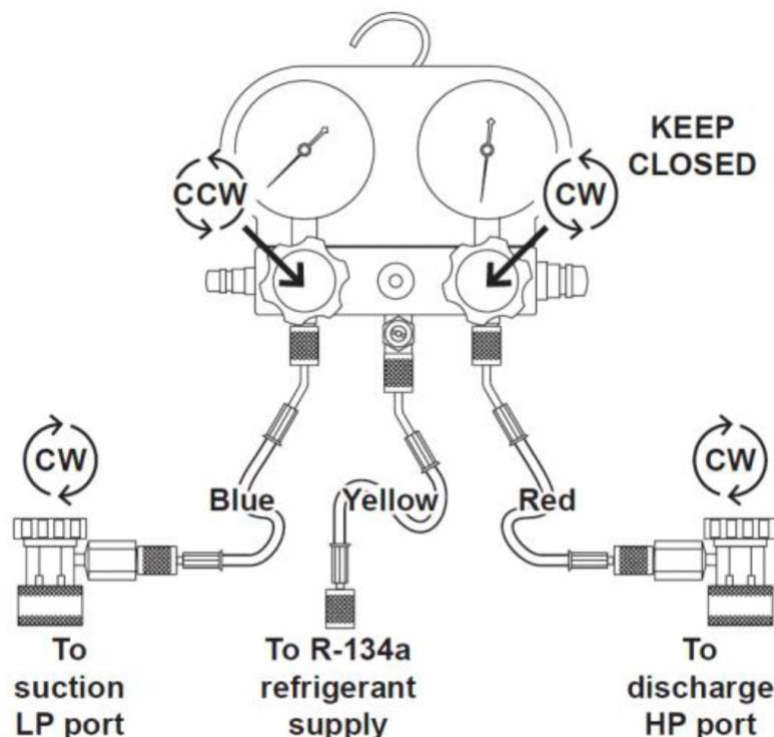 KEEP
CLOSED
CCW
CW
CW
CW
Blue
Yellow
Red
To
suction
LP port
To R-134a
refrigerant
supply
To
discharge
HP port